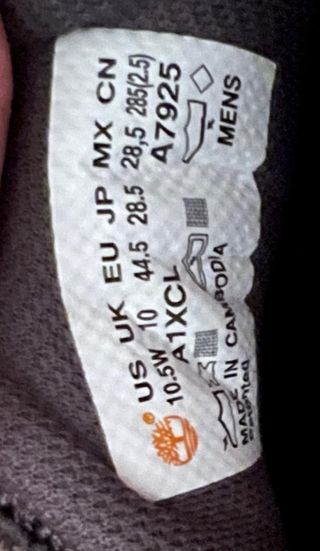 US UK EU JP MX CN
10.5W 10 44.5 28.5 28,5 285(2.5)
A1XCL A7925
MENS
MADE IN CAMBODIA